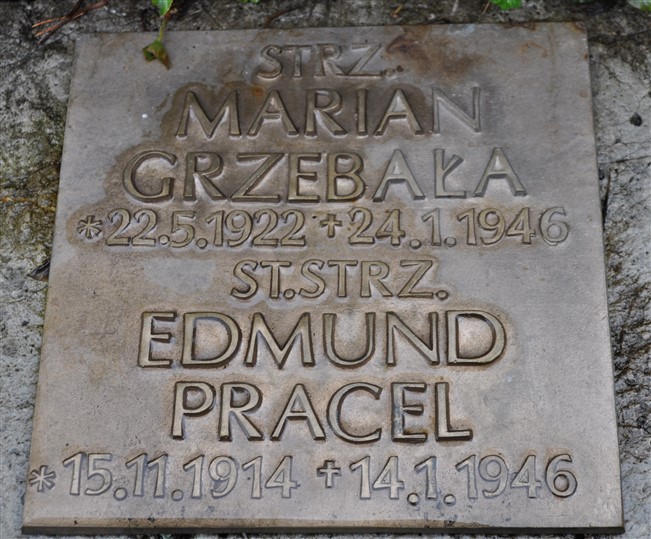 STRZ.
MARIAN
GRZEBAŁA
*22.5.1922 +24.1.1946
ST.STRZ.
EDMUND
PRACEL
*15.11.1914 +14.1.1946